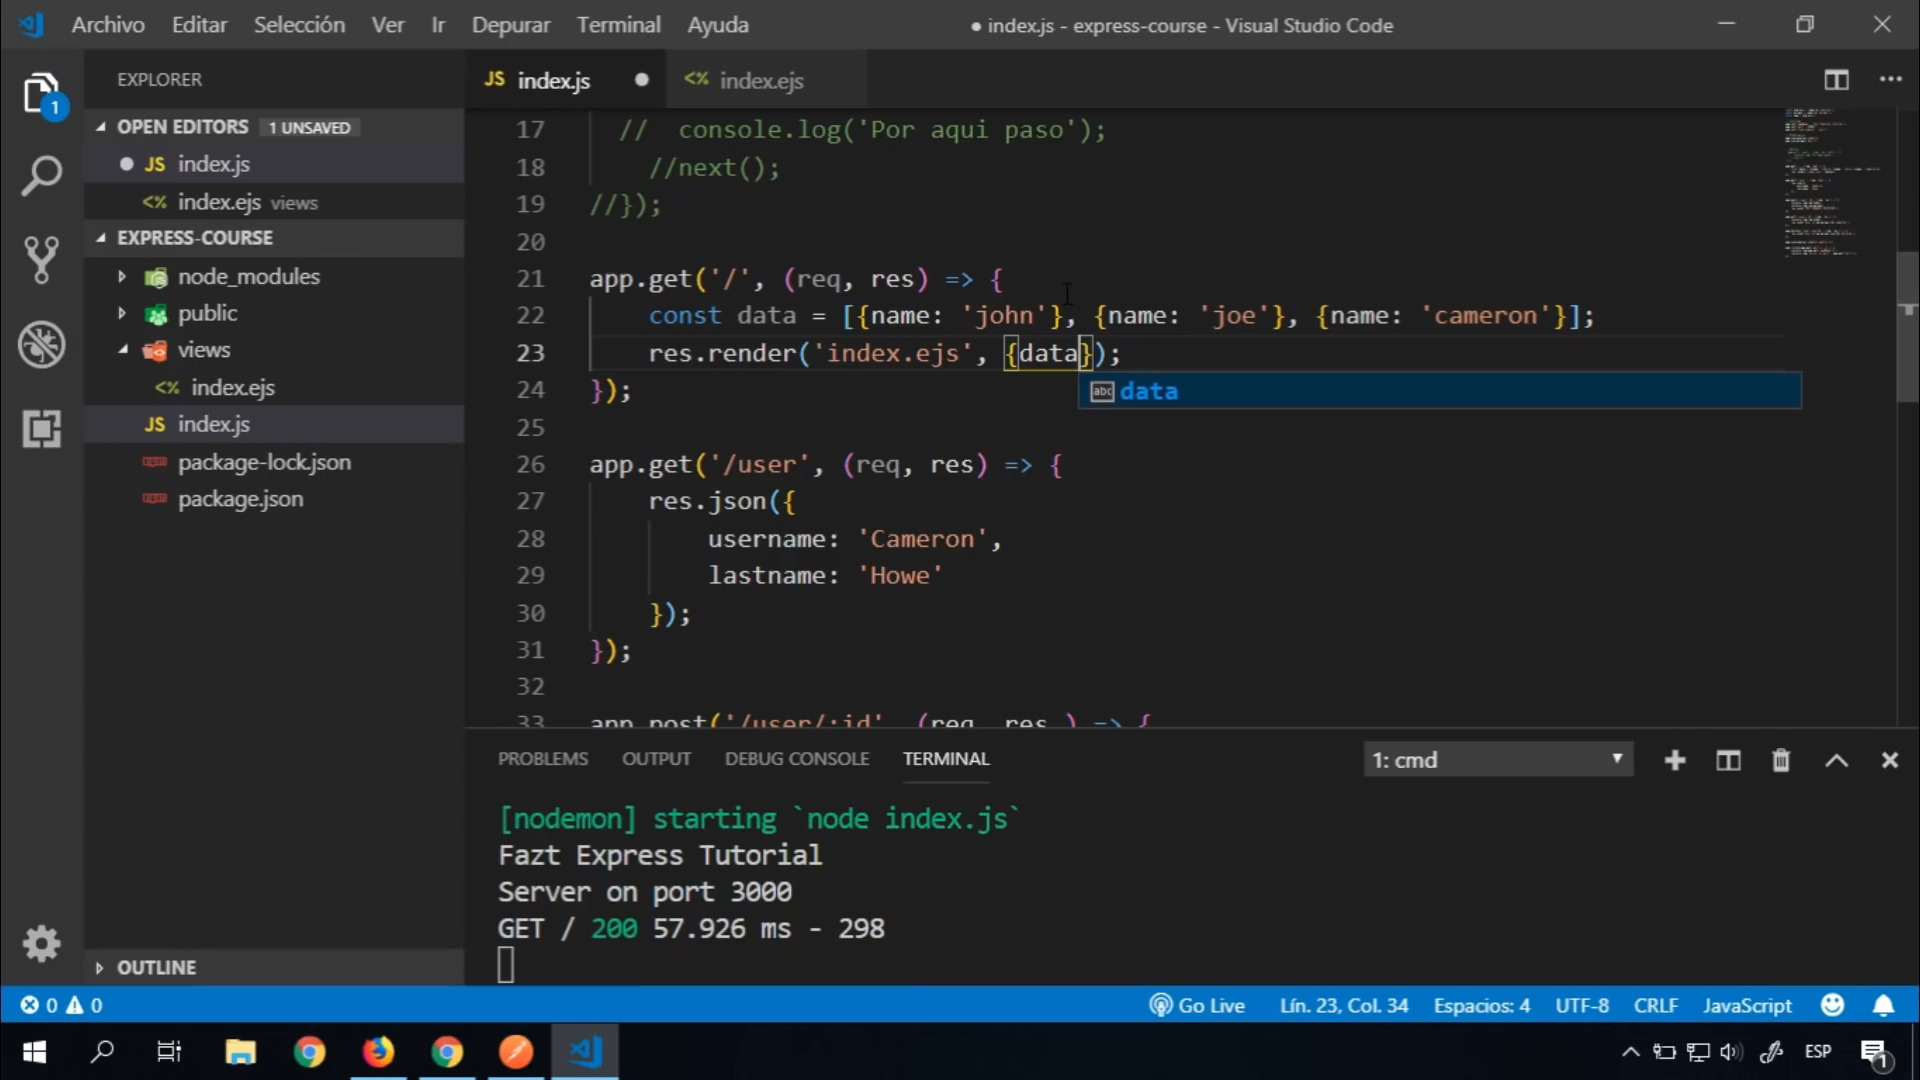 Archivo Editar Selección Ver Ir Depurar Terminal Ayuda
● index.js - express-course - Visual Studio Code
EXPLORER
1
OPEN EDITORS 1 UNSAVED
JS index.js
<% index.ejs views
EXPRESS-COURSE
node_modules
public
views
<% index.ejs
JS index.js
package-lock.json
package.json
OUTLINE
JS index.js ●
<% index.ejs
17 // console.log('Por aqui paso');
18 //next();
19 //});
20
21 app.get('/', (req, res) => {
22 const data = [{name: 'john'}, {name: 'joe'}, {name: 'cameron'}];
23 res.render('index.ejs', {data});
abc data
24 });
25
26 app.get('/user', (req, res) => {
27 res.json({
28 username: 'Cameron',
29 lastname: 'Howe'
30 });
31 });
32
33 app.post('/user/:id', (req, res ) => {
PROBLEMS OUTPUT DEBUG CONSOLE TERMINAL 1: cmd
[nodemon] starting `node index.js`
Fazt Express Tutorial
Server on port 3000
GET / 200 57.926 ms - 298
0 0 Go Live Lín. 23, Col. 34 Espacios: 4 UTF-8 CRLF JavaScript
ESP 1